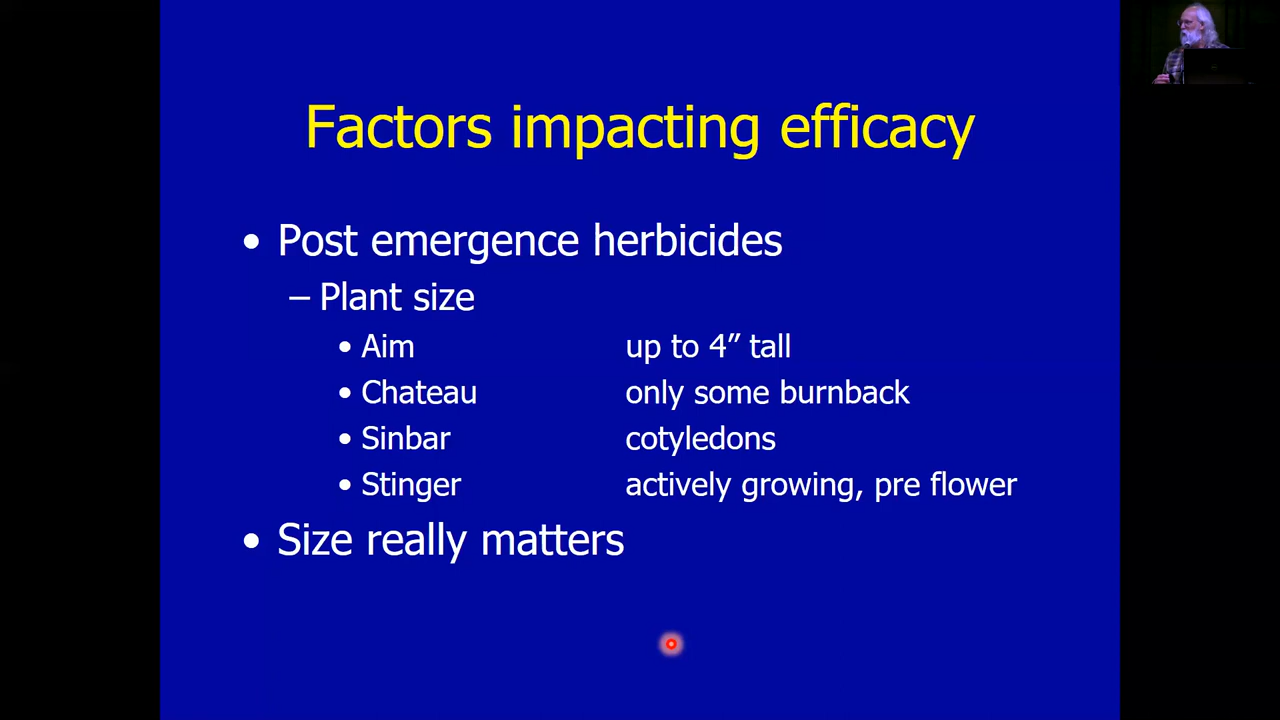 Factors impacting efficacy
• Post emergence herbicides
– Plant size
• Aim up to 4” tall
• Chateau only some burnback
• Sinbar cotyledons
• Stinger actively growing, pre flower
• Size really matters